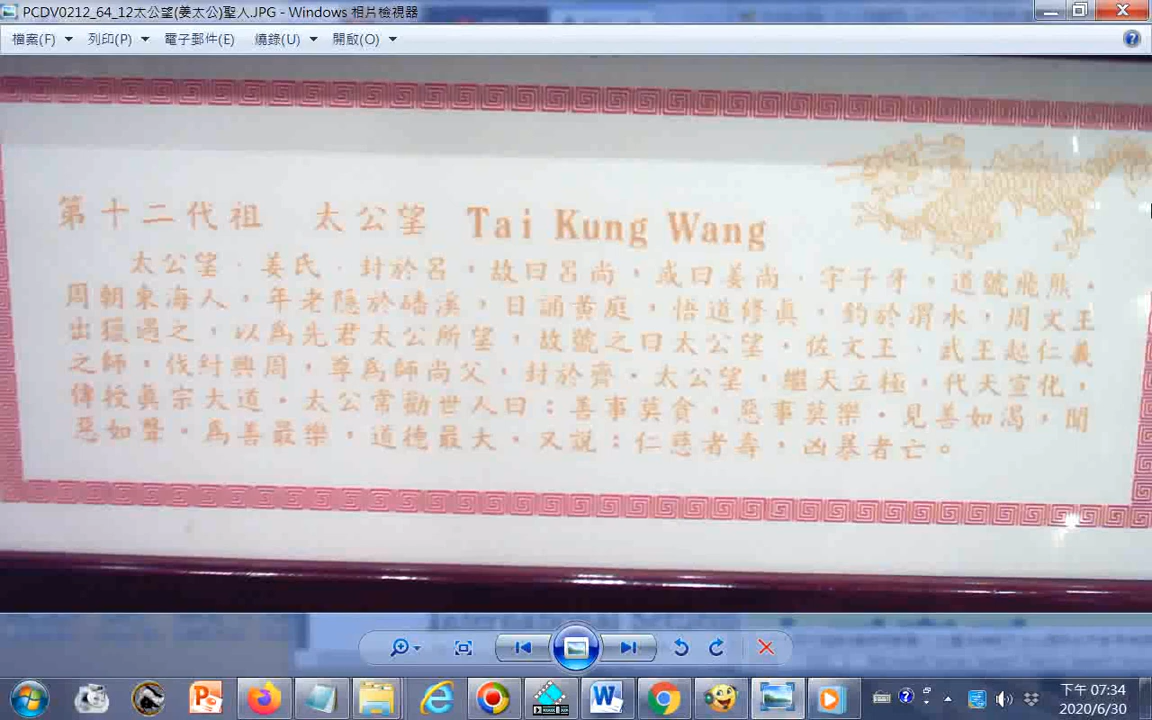 PCDV0212_64_12太公望(姜太公)聖人.JPG - Windows 相片檢視器
檔案(F) 列印(P) 電子郵件(E) 燒錄(U) 開啟(O)
第十二代祖 太公望 Tai Kung Wang
太公望．姜氏．封於呂，故曰呂尚，或曰姜尚．字子牙，道號飛熊．
周朝東海人，年老隱於磻溪，日誦黃庭，悟道修真，釣於渭水，周文王
出獵遇之，以為先君太公所望，故號之曰太公望，佐文王．武王起仁義
之師，伐紂興周，尊為師尚父，封於齊．太公望，繼天立極，代天宣化，
傳授真宗大道．太公常勸世人曰：善事莫貪，惡事莫樂．見善如渴，聞
惡如聾．為善最樂，道德最大．又說：仁慈者壽，凶暴者亡。
下午 07:34
2020/6/30